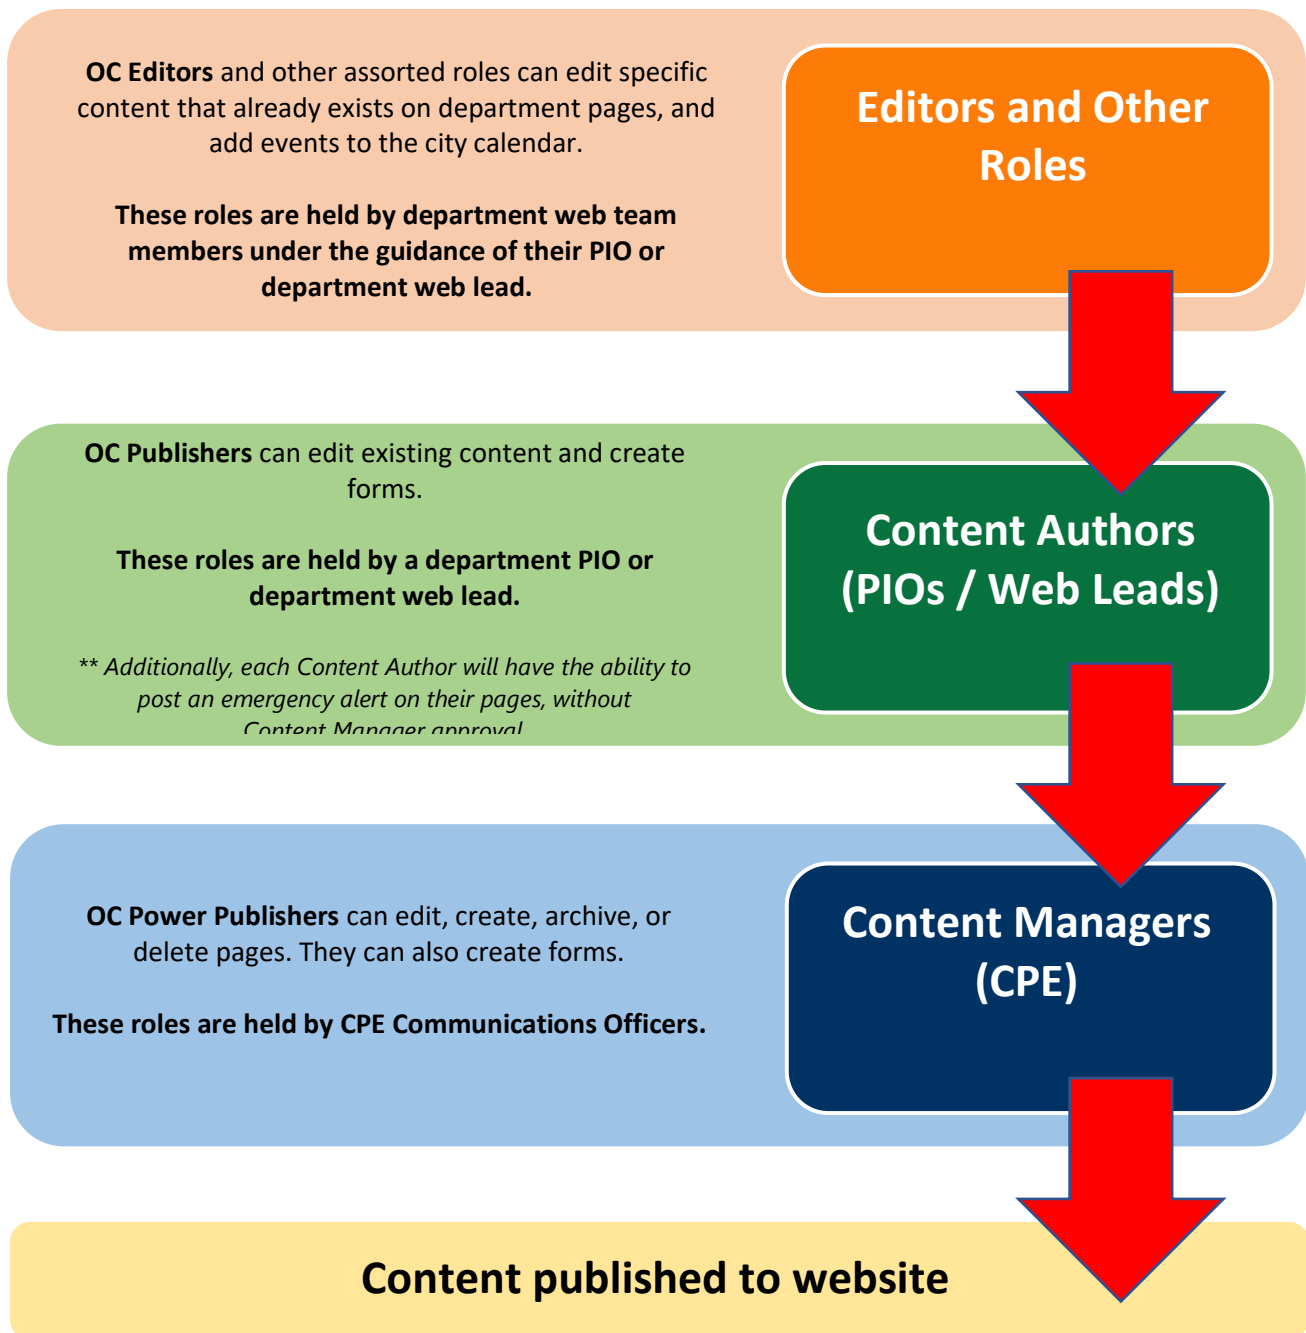 OC Editors and other assorted roles can edit specific
content that already exists on department pages, and
add events to the city calendar.
These roles are held by department web team
members under the guidance of their PIO or
department web lead.
Editors and Other
Roles
OC Publishers can edit existing content and create
forms.
These roles are held by a department PIO or
department web lead.
** Additionally, each Content Author will have the ability to
post an emergency alert on their pages, without
Content Manager approval
Content Authors
(PIOs / Web Leads)
OC Power Publishers can edit, create, archive, or
delete pages. They can also create forms.
These roles are held by CPE Communications Officers.
Content Managers
(CPE)
Content published to website